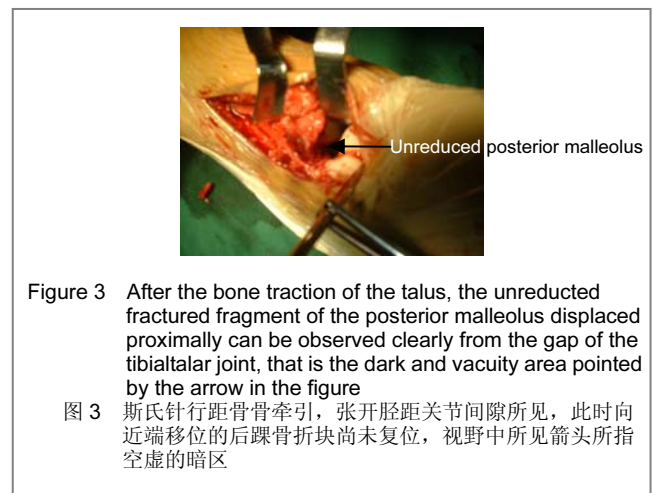 Unreduced posterior malleolus
Figure 3 After the bone traction of the talus, the unreducted
fractured fragment of the posterior malleolus displaced
proximally can be observed clearly from the gap of the
tibialtalar joint, that is the dark and vacuity area pointed
by the arrow in the figure
图 3 斯氏针行距骨骨牵引，张开胫距关节间隙所见，此时向
近端移位的后踝骨折块尚未复位，视野中所见箭头所指
空虚的暗区